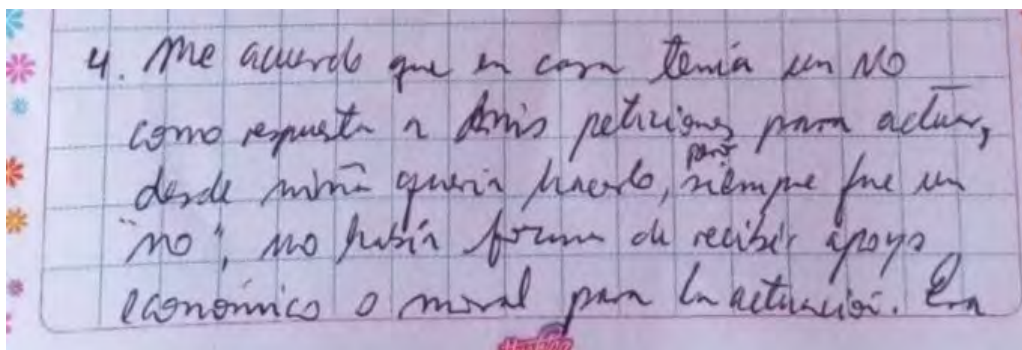 4. Me acuerdo que en casa tenía un NO
como respuesta a mis peticiones para actuar,
desde niña quería hacerlo, pero siempre fue un
"no", no había forma de recibir apoyo
económico o moral para la actuación. Era